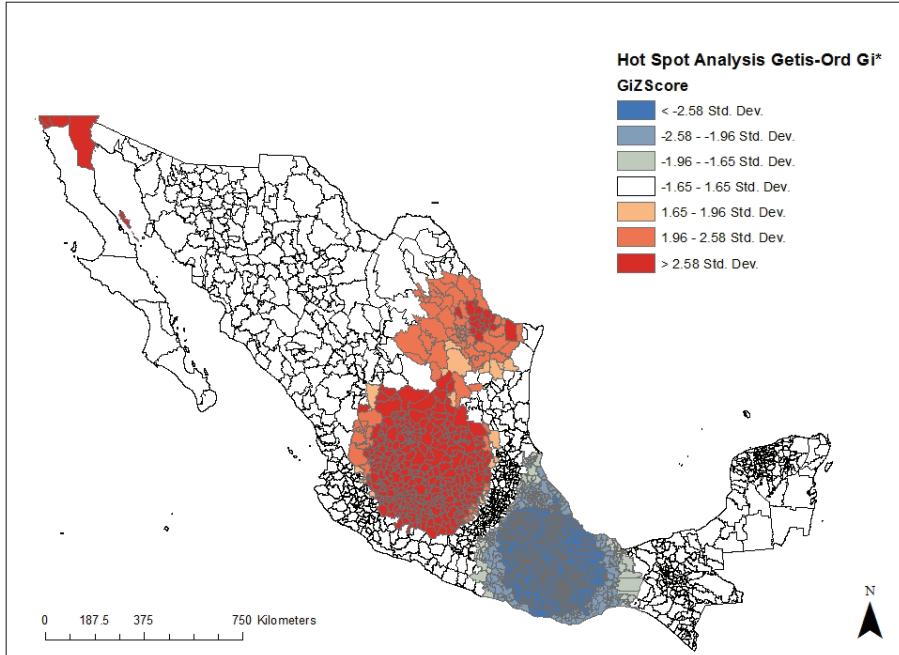 Hot Spot Analysis Getis-Ord Gi*
GiZScore
< -2.58 Std. Dev.
-2.58 - -1.96 Std. Dev.
-1.96 - -1.65 Std. Dev.
-1.65 - 1.65 Std. Dev.
1.65 - 1.96 Std. Dev.
1.96 - 2.58 Std. Dev.
> 2.58 Std. Dev.
N
0 187.5 375 750 Kilometers